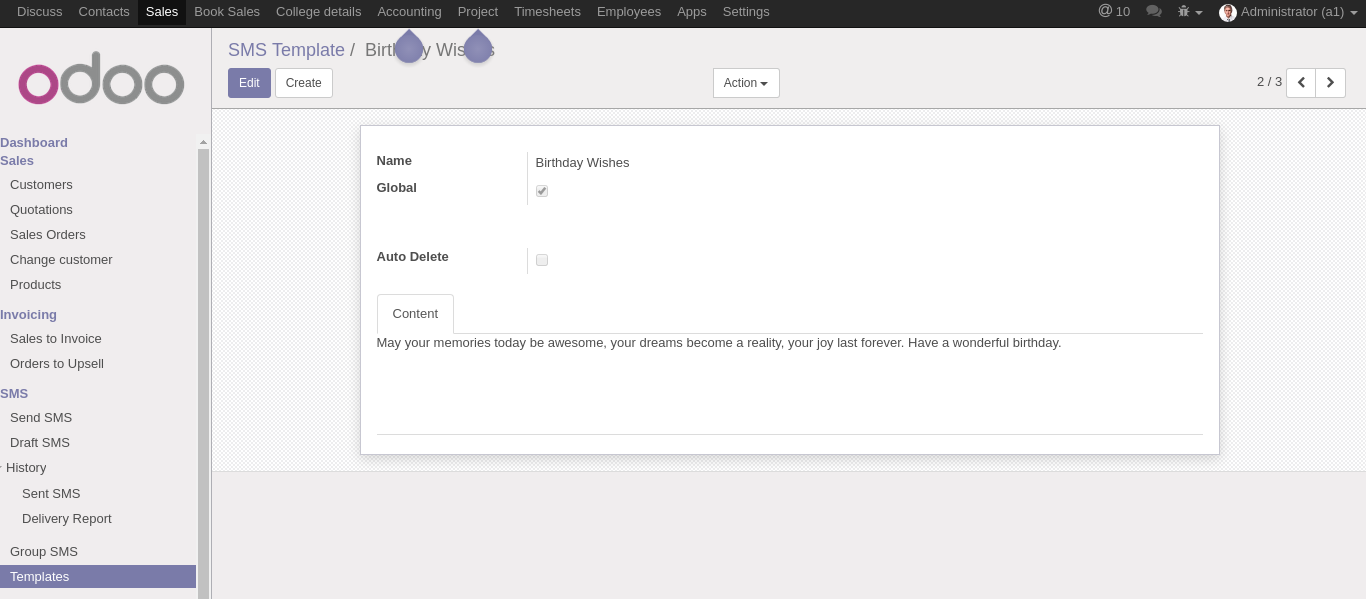 Discuss Contacts Sales Book Sales College details Accounting Project Timesheets Employees Apps Settings @ 10 Administrator (a1)
odoo
SMS Template / Birthday Wishes
Edit Create Action 2 / 3
Dashboard
Sales
Customers
Quotations
Sales Orders
Change customer
Products
Invoicing
Sales to Invoice
Orders to Upsell
SMS
Send SMS
Draft SMS
History
Sent SMS
Delivery Report
Group SMS
Templates
Name Birthday Wishes
Global
Auto Delete
Content
May your memories today be awesome, your dreams become a reality, your joy last forever. Have a wonderful birthday.